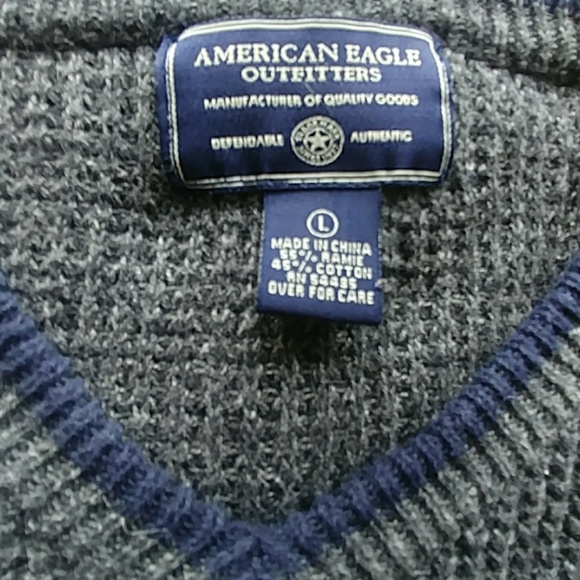 AMERICAN EAGLE
OUTFITTERS
MANUFACTURER OF QUALITY GOODS
DEPENDABLE AUTHENTIC
L
MADE IN CHINA
55% RAMIE
45% COTTON
RN 54485
OVER FOR CARE